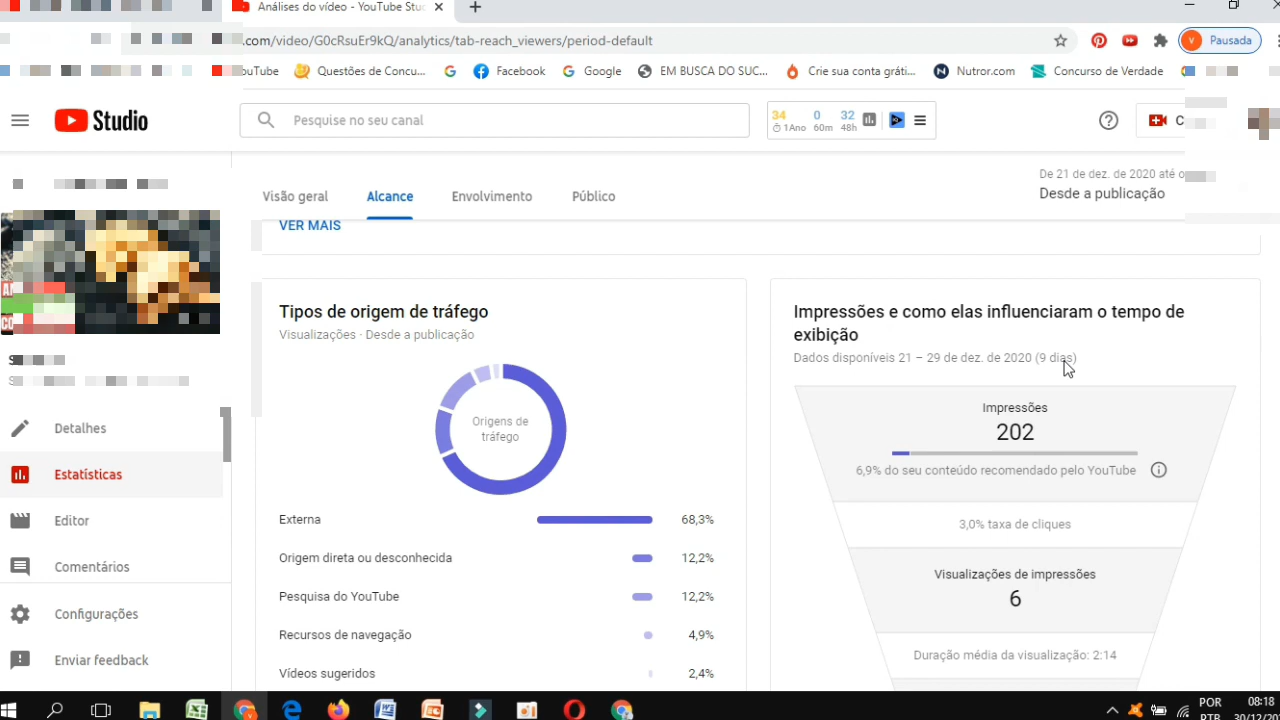 Análises do vídeo - YouTube Stu
.com/video/G0cRsuEr9kQ/analytics/tab-reach_viewers/period-default
Pausada
ouTube
Questões de Concu...
Facebook
Google
EM BUSCA DO SUC...
Crie sua conta gráti...
Nutror.com
Concurso de Verdade
Studio
Pesquise no seu canal
34 0 32
1Ano 60m 48h
C
Visão geral
Alcance
Envolvimento
Público
De 21 de dez. de 2020 até o
Desde a publicação
VER MAIS
Detalhes
Estatísticas
Editor
Comentários
Configurações
Enviar feedback
Tipos de origem de tráfego
Visualizações · Desde a publicação
Origens de
tráfego
Externa 68,3%
Origem direta ou desconhecida 12,2%
Pesquisa do YouTube 12,2%
Recursos de navegação 4,9%
Vídeos sugeridos 2,4%
Impressões e como elas influenciaram o tempo de
exibição
Dados disponíveis 21 – 29 de dez. de 2020 (9 dias)
Impressões
202
6,9% do seu conteúdo recomendado pelo YouTube
3,0% taxa de cliques
Visualizações de impressões
6
Duração média da visualização: 2:14
POR
PTB
08:18
30/12/20